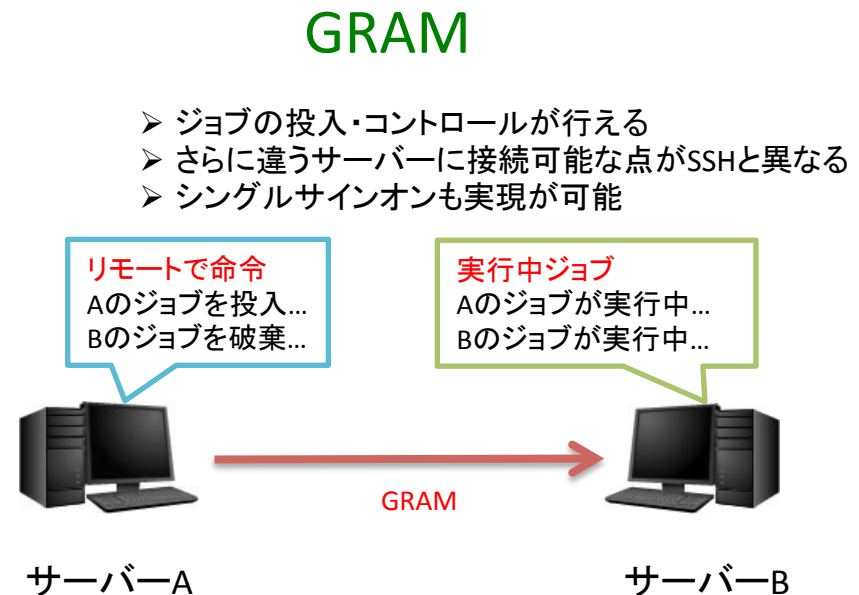 GRAM
➢ ジョブの投入・コントロールが行える
➢ さらに違うサーバーに接続可能な点がSSHと異なる
➢ シングルサインオンも実現が可能
リモートで命令
Aのジョブを投入…
Bのジョブを破棄…
実行中ジョブ
Aのジョブが実行中…
Bのジョブが実行中…
GRAM
サーバーA
サーバーB